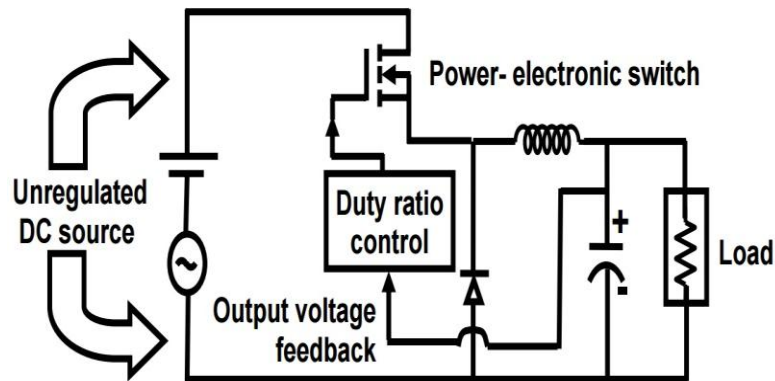 Power- electronic switch
Unregulated
DC source
Duty ratio
control
+
-
Load
Output voltage
feedback
~